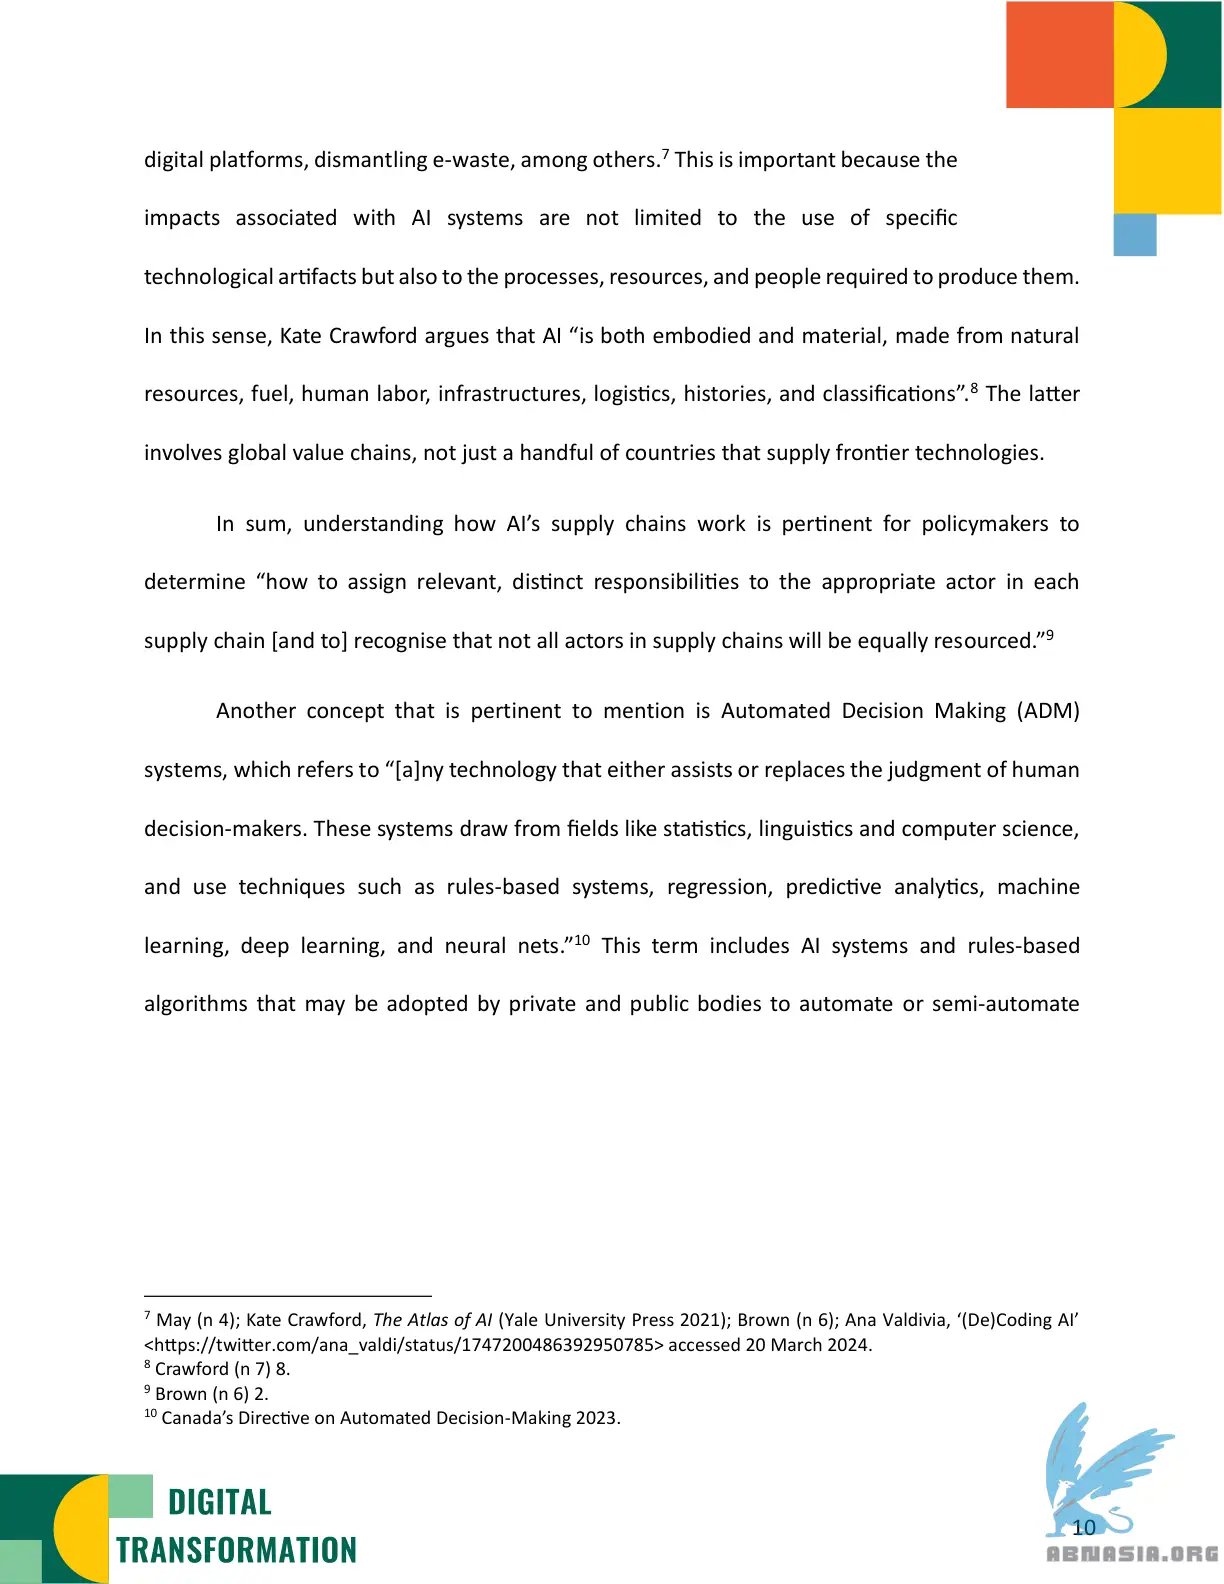 digital platforms, dismantling e-waste, among others.7 This is important because the
impacts associated with AI systems are not limited to the use of specific
technological artifacts but also to the processes, resources, and people required to produce them.
In this sense, Kate Crawford argues that AI “is both embodied and material, made from natural
resources, fuel, human labor, infrastructures, logistics, histories, and classifications”.8 The latter
involves global value chains, not just a handful of countries that supply frontier technologies.
In sum, understanding how AI’s supply chains work is pertinent for policymakers to
determine “how to assign relevant, distinct responsibilities to the appropriate actor in each
supply chain [and to] recognise that not all actors in supply chains will be equally resourced.”9
Another concept that is pertinent to mention is Automated Decision Making (ADM)
systems, which refers to “[a]ny technology that either assists or replaces the judgment of human
decision-makers. These systems draw from fields like statistics, linguistics and computer science,
and use techniques such as rules-based systems, regression, predictive analytics, machine
learning, deep learning, and neural nets.”10 This term includes AI systems and rules-based
algorithms that may be adopted by private and public bodies to automate or semi-automate
7 May (n 4); Kate Crawford, The Atlas of AI (Yale University Press 2021); Brown (n 6); Ana Valdivia, ‘(De)Coding AI’
<https://twitter.com/ana_valdi/status/1747200486392950785> accessed 20 March 2024.
8 Crawford (n 7) 8.
9 Brown (n 6) 2.
10 Canada’s Directive on Automated Decision-Making 2023.
DIGITAL
TRANSFORMATION
10
ABNASIA.ORG